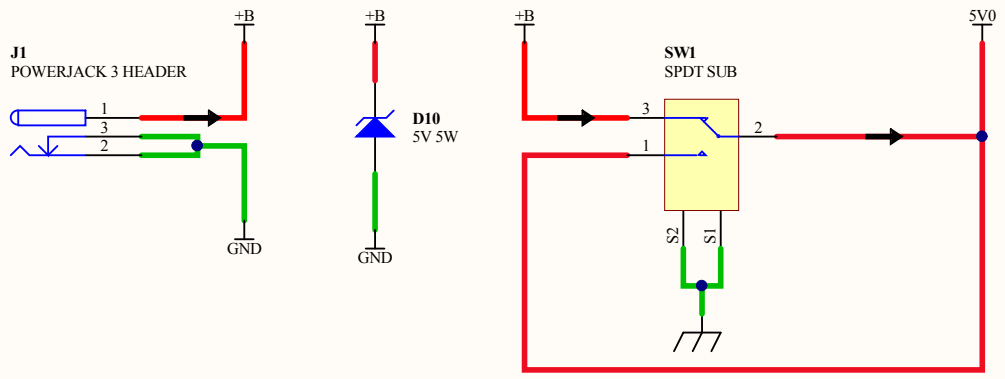 +B
+B
+B
5V0
J1
POWERJACK 3 HEADER
SW1
SPDT SUB
1
3
2
D10
5V 5W
3
2
1
S2
S1
GND
GND